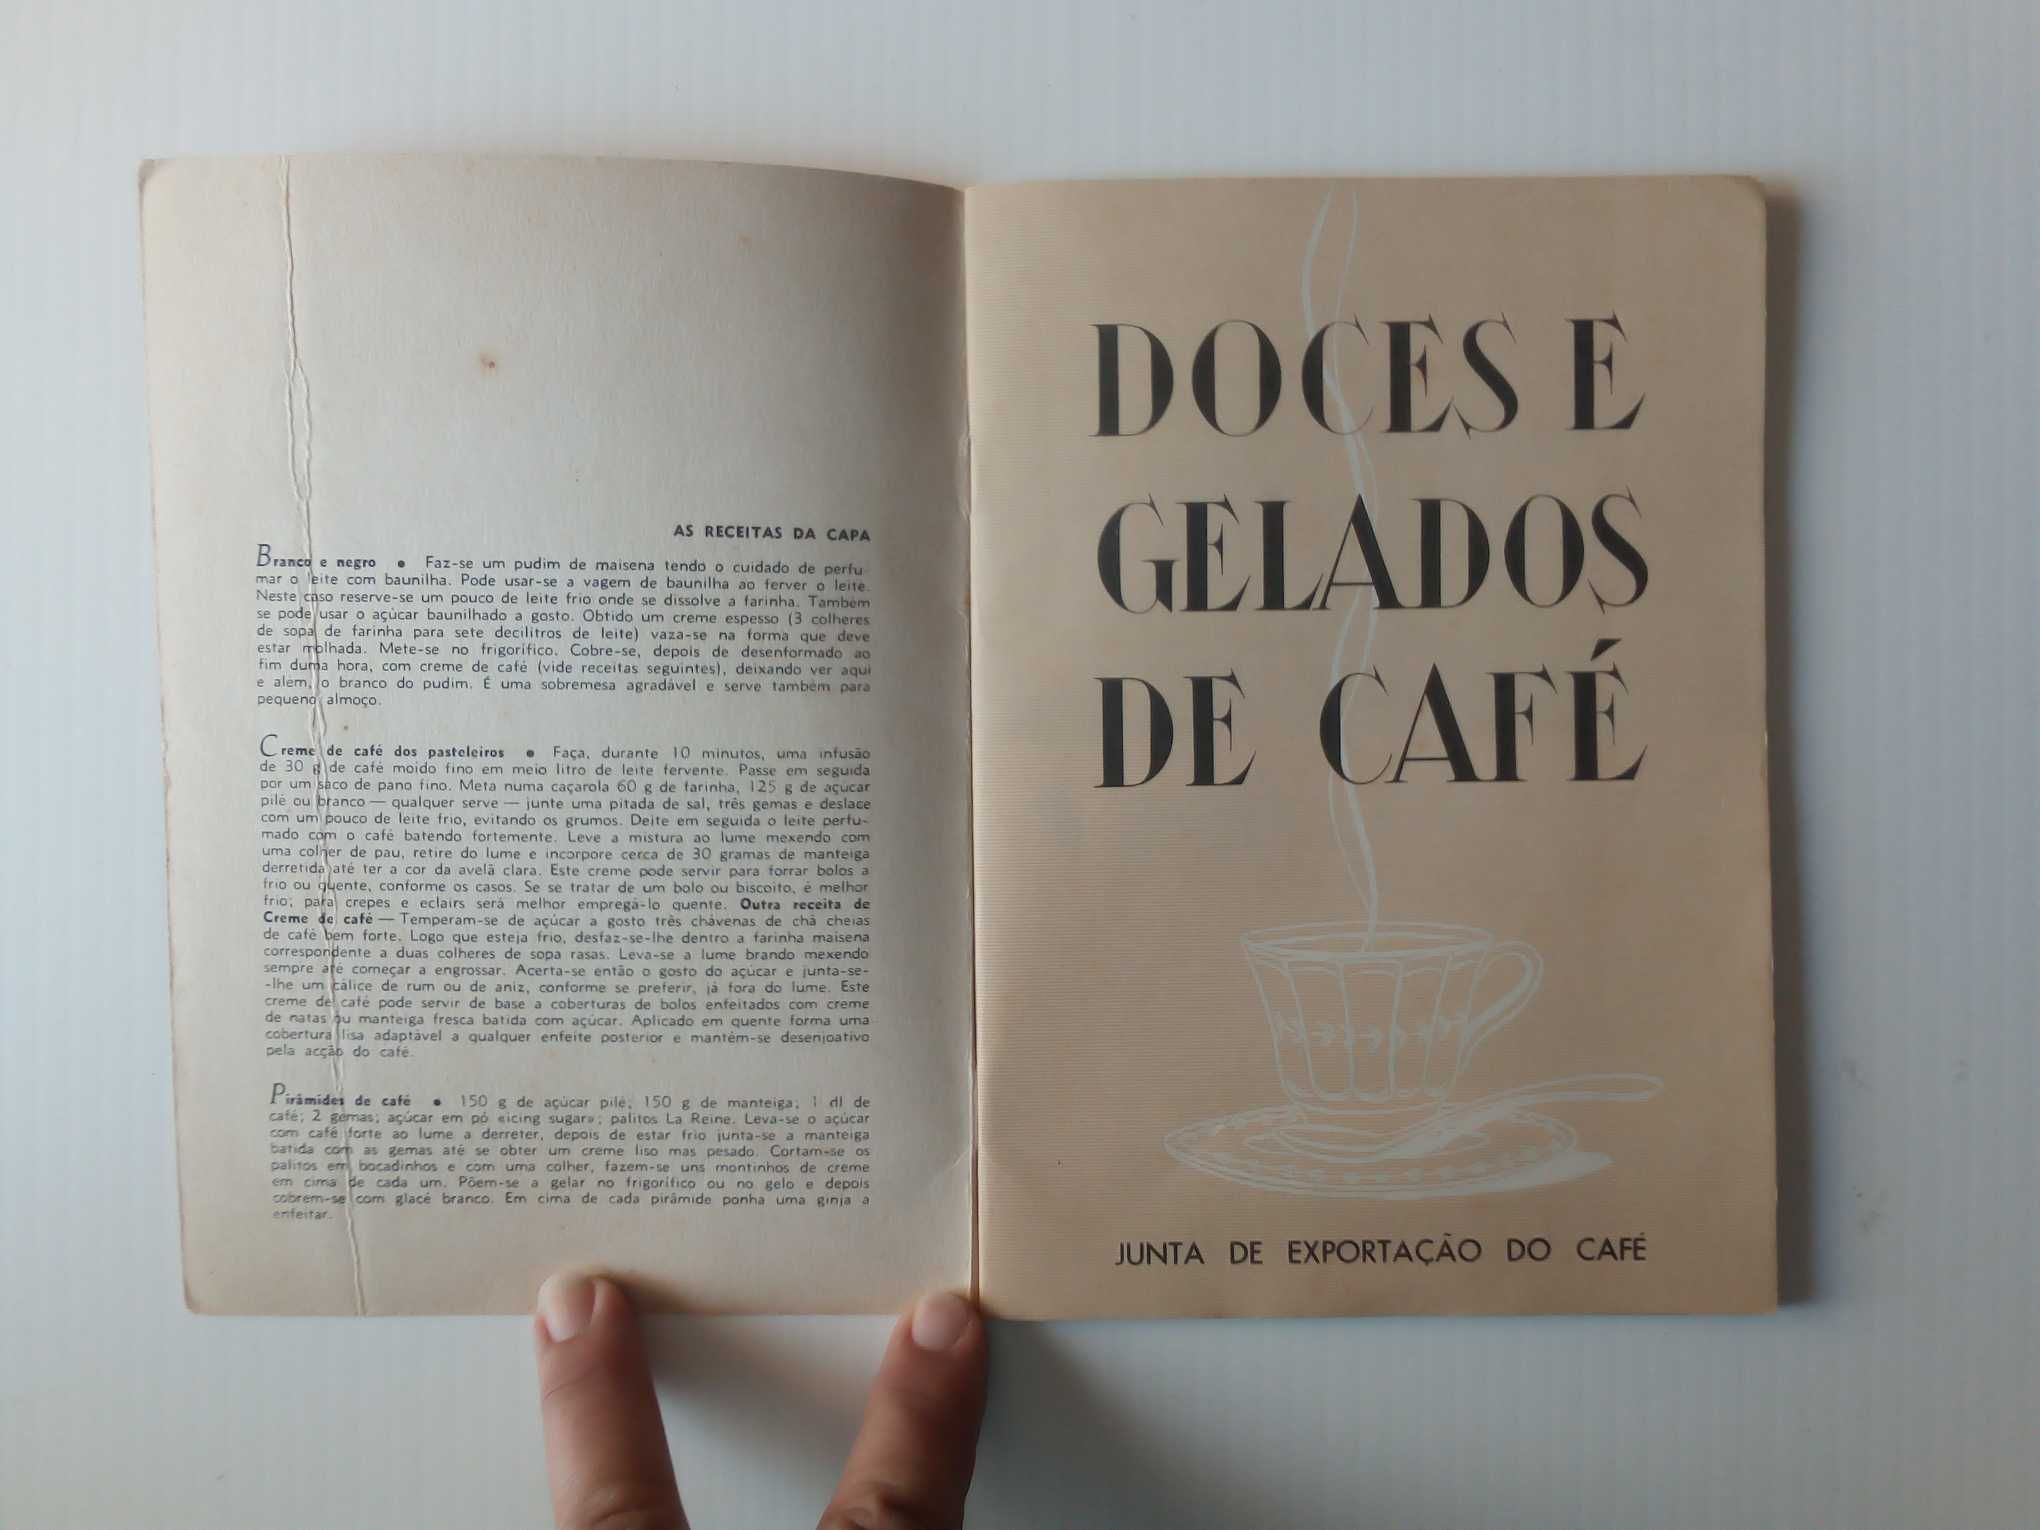 AS RECEITAS DA CAPA
Branco e negro • Faz-se um pudim de maisena tendo o cuidado de perfu-
mar o leite com baunilha. Pode usar-se a vagem de baunilha ao ferver o leite.
Neste caso reserve-se um pouco de leite frio onde se dissolve a farinha. Também
se pode usar o açúcar baunilhado a gosto. Obtido um creme espesso (3 colheres
de sopa de farinha para sete decilitros de leite) vaza-se na forma que deve
estar molhada. Mete-se no frigorífico. Cobre-se, depois de desenformado ao
fim duma hora, com creme de café (vide receitas seguintes), deixando ver aqui
e além, o branco do pudim. É uma sobremesa agradável e serve também para
pequeno almoço.
Creme de café dos pasteleiros • Faça, durante 10 minutos, uma infusão
de 30 g de café moído fino em meio litro de leite fervente. Passe em seguida
por um saco de pano fino. Meta numa caçarola 60 g de farinha, 125 g de açúcar
pilé ou branco — qualquer serve — junte uma pitada de sal, três gemas e deslace
com um pouco de leite frio, evitando os grumos. Deite em seguida o leite perfu-
mado com o café batendo fortemente. Leve a mistura ao lume mexendo com
uma colher de pau, retire do lume e incorpore cerca de 30 gramas de manteiga
derretida até ter a cor da avelã clara. Este creme pode servir para forrar bolos a
frio ou quente, conforme os casos. Se se tratar de um bolo ou biscoito, é melhor
frio; para crepes e eclairs será melhor empregá-lo quente. Outra receita de
Creme de café — Temperam-se de açúcar a gosto três chávenas de chá cheias
de café bem forte. Logo que esteja frio, desfaz-se-lhe dentro a farinha maisena
correspondente a duas colheres de sopa rasas. Leva-se a lume brando mexendo
sempre até começar a engrossar. Acerta-se então o gosto do açúcar e junta-se-
-lhe um cálice de rum ou de aniz, conforme se preferir, já fora do lume. Este
creme de café pode servir de base a coberturas de bolos enfeitados com creme
de natas ou manteiga fresca batida com açúcar. Aplicado em quente forma uma
cobertura lisa adaptável a qualquer enfeite posterior e mantém-se desenjoativo
pela acção do café.
Pirâmides de café • 150 g de açúcar pilé; 150 g de manteiga; 1 dl de
café; 2 gemas; açúcar em pó «icing sugar»; palitos La Reine. Leva-se o açúcar
com café forte ao lume a derreter, depois de estar frio junta-se a manteiga
batida com as gemas até se obter um creme liso mas pesado. Cortam-se os
palitos em bocadinhos e com uma colher, fazem-se uns montinhos de creme
em cima de cada um. Põem-se a gelar no frigorífico ou no gelo e depois
cobrem-se com glacé branco. Em cima de cada pirâmide ponha uma ginja a
enfeitar.
DOCES E
GELADOS
DE CAFÉ
JUNTA DE EXPORTAÇÃO DO CAFÉ